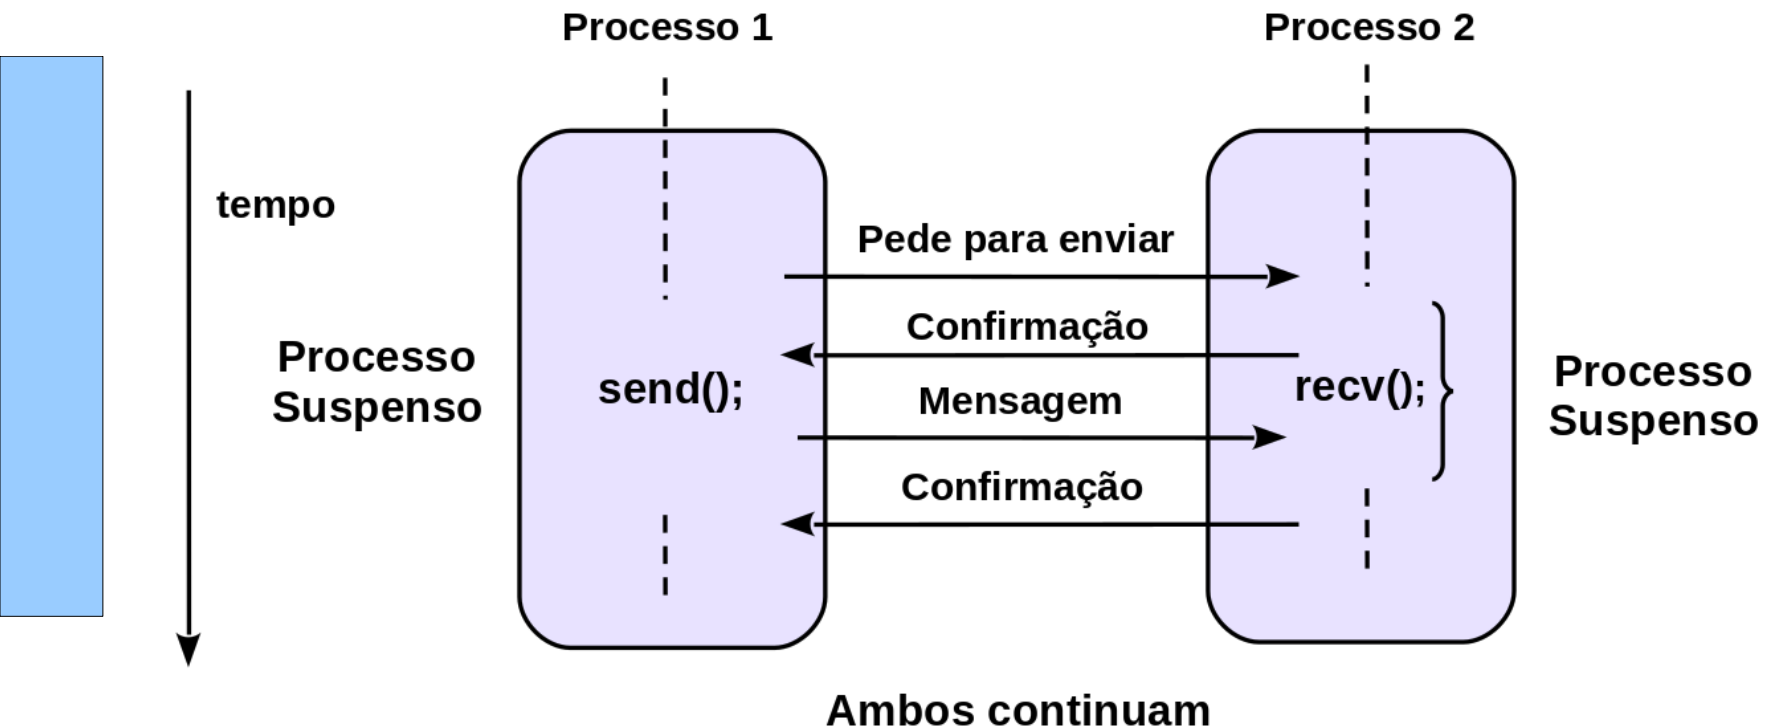 Processo 1
Processo 2
tempo
Pede para enviar
Confirmação
Processo
Suspenso
send();
recv();
Processo
Suspenso
Mensagem
Confirmação
Ambos continuam